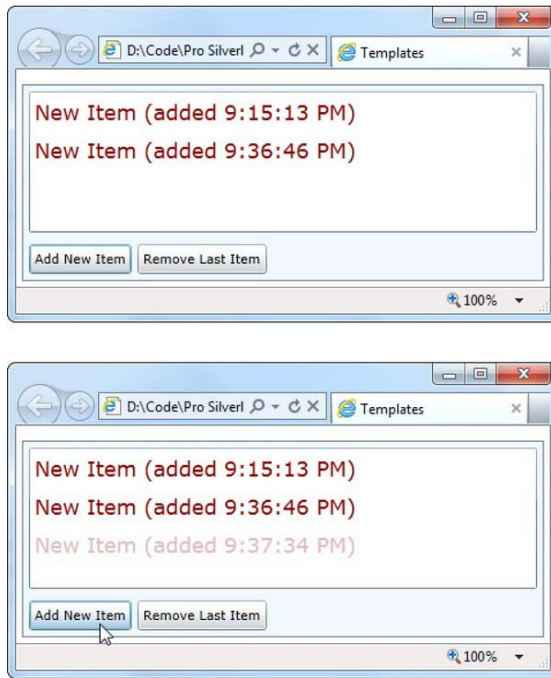 D:\Code\Pro Silverl
Templates
New Item (added 9:15:13 PM)
New Item (added 9:36:46 PM)
Add New Item
Remove Last Item
100%
D:\Code\Pro Silverl
Templates
New Item (added 9:15:13 PM)
New Item (added 9:36:46 PM)
New Item (added 9:37:34 PM)
Add New Item
Remove Last Item
100%